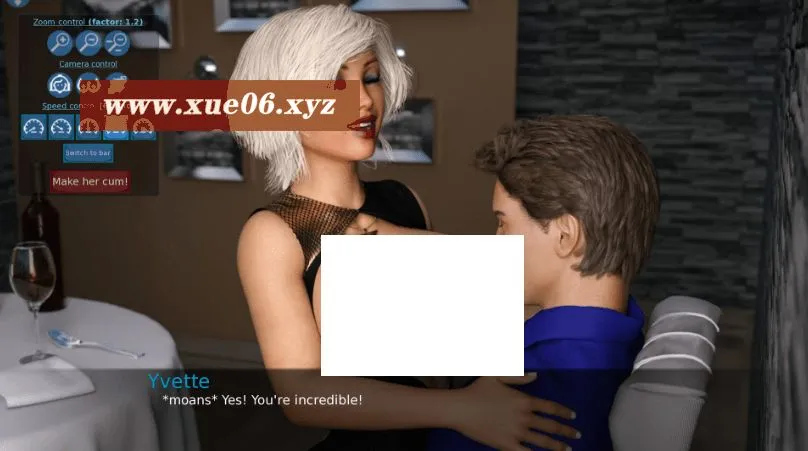 Zoom control (factor: 1.2)
Camera control
www.xue06.xyz
Speed
Switch to bar
Make her cum!
Yvette
*moans* Yes! You're incredible!